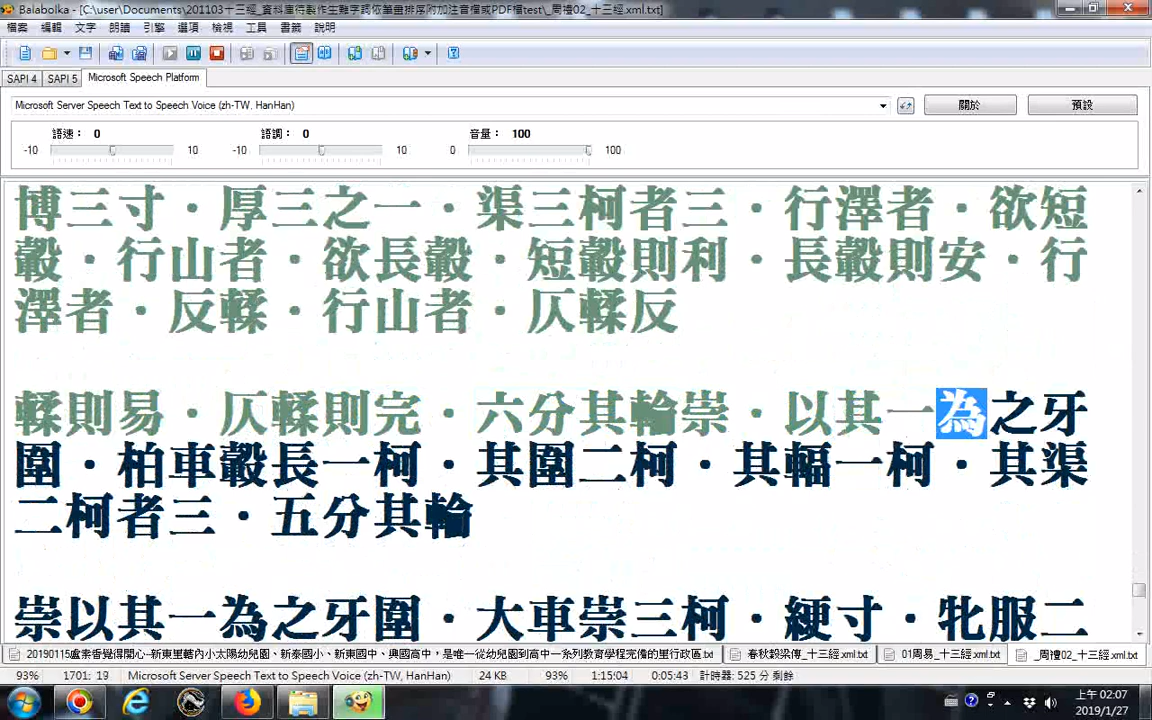 Balabolka - [C:\user\Documents\201103十三經_資料庫待製作生難字詞依筆畫排序附加注音檔或PDF檔test\_周禮02_十三經.xml.txt]
檔案 編輯 文字 朗讀 引擎 選項 檢視 工具 書籤 說明
SAPI 4 SAPI 5 Microsoft Speech Platform
Microsoft Server Speech Text to Speech Voice (zh-TW, HanHan) 關於 預設
語速： 0 語調： 0 音量： 100
-10 10 -10 10 0 100
博三寸．厚三之一．渠三柯者三．行澤者．欲短
轂．行山者．欲長轂．短轂則利．長轂則安．行
澤者．反輮．行山者．仄輮反
輮則易．仄輮則完．六分其輪崇．以其一為之牙
圍．柏車轂長一柯．其圍二柯．其輻一柯．其渠
二柯者三．五分其輪
崇以其一為之牙圍．大車崇三柯．綆寸．牝服二
20190115盧素香覺得開心--新東里轄內小太陽幼兒園、新泰國小、新東國中、興國高中，是唯一從幼兒園到高中一系列教育學程完備的里行政區.txt 春秋穀梁傳_十三經.xml.txt 01周易_十三經.xml.txt _周禮02_十三經.xml.txt
93% 1701: 19 Microsoft Server Speech Text to Speech Voice (zh-TW, HanHan) 24 KB 93% 1:15:04 0:05:43 計時器: 525 分 剩餘
上午 02:07
2019/1/27